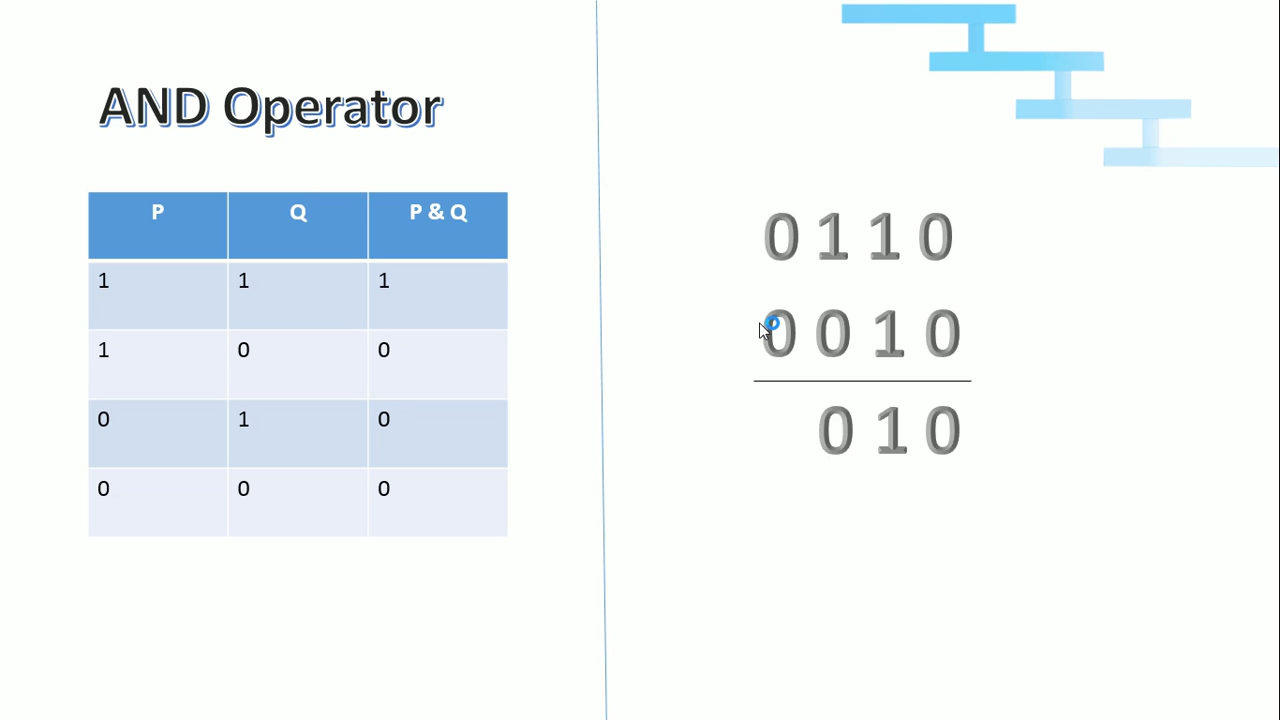 AND Operator
P Q P & Q
1 1 1
1 0 0
0 1 0
0 0 0
0 1 1 0
0 0 1 0
0 1 0